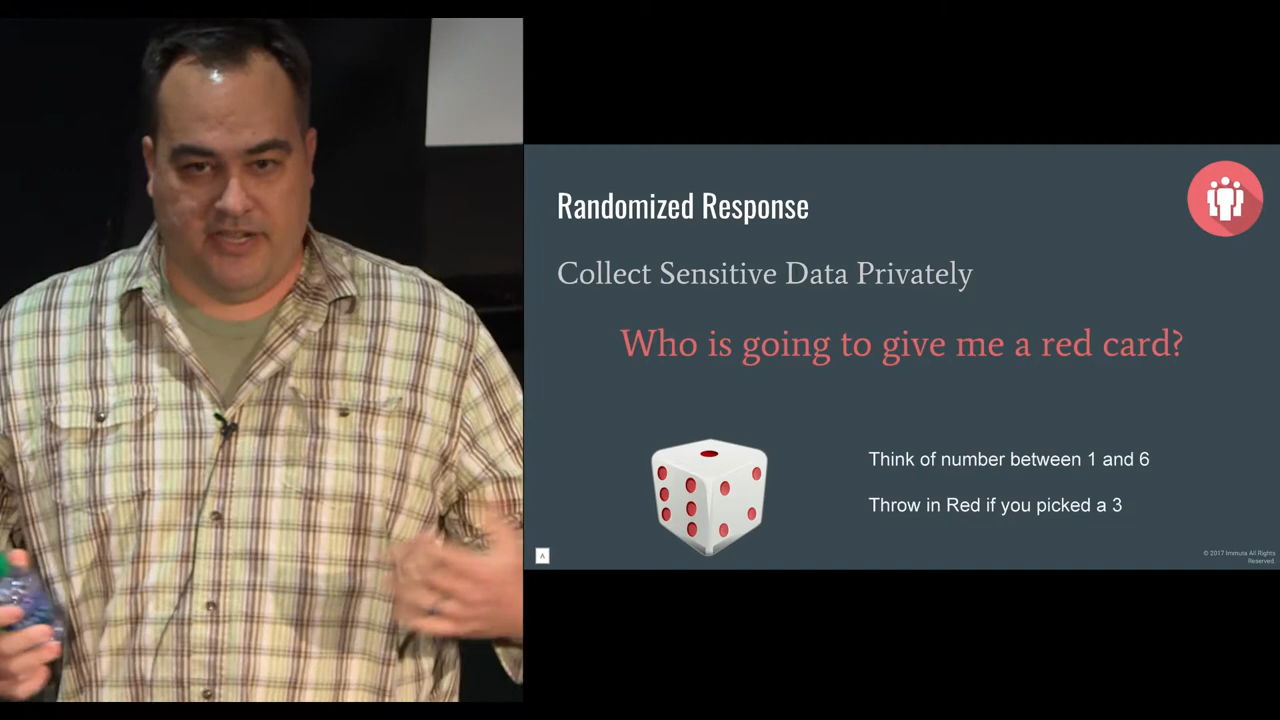 Randomized Response
Collect Sensitive Data Privately
Who is going to give me a red card?
Think of number between 1 and 6
Throw in Red if you picked a 3
A
© 2017 Immuta All Rights
Reserved.